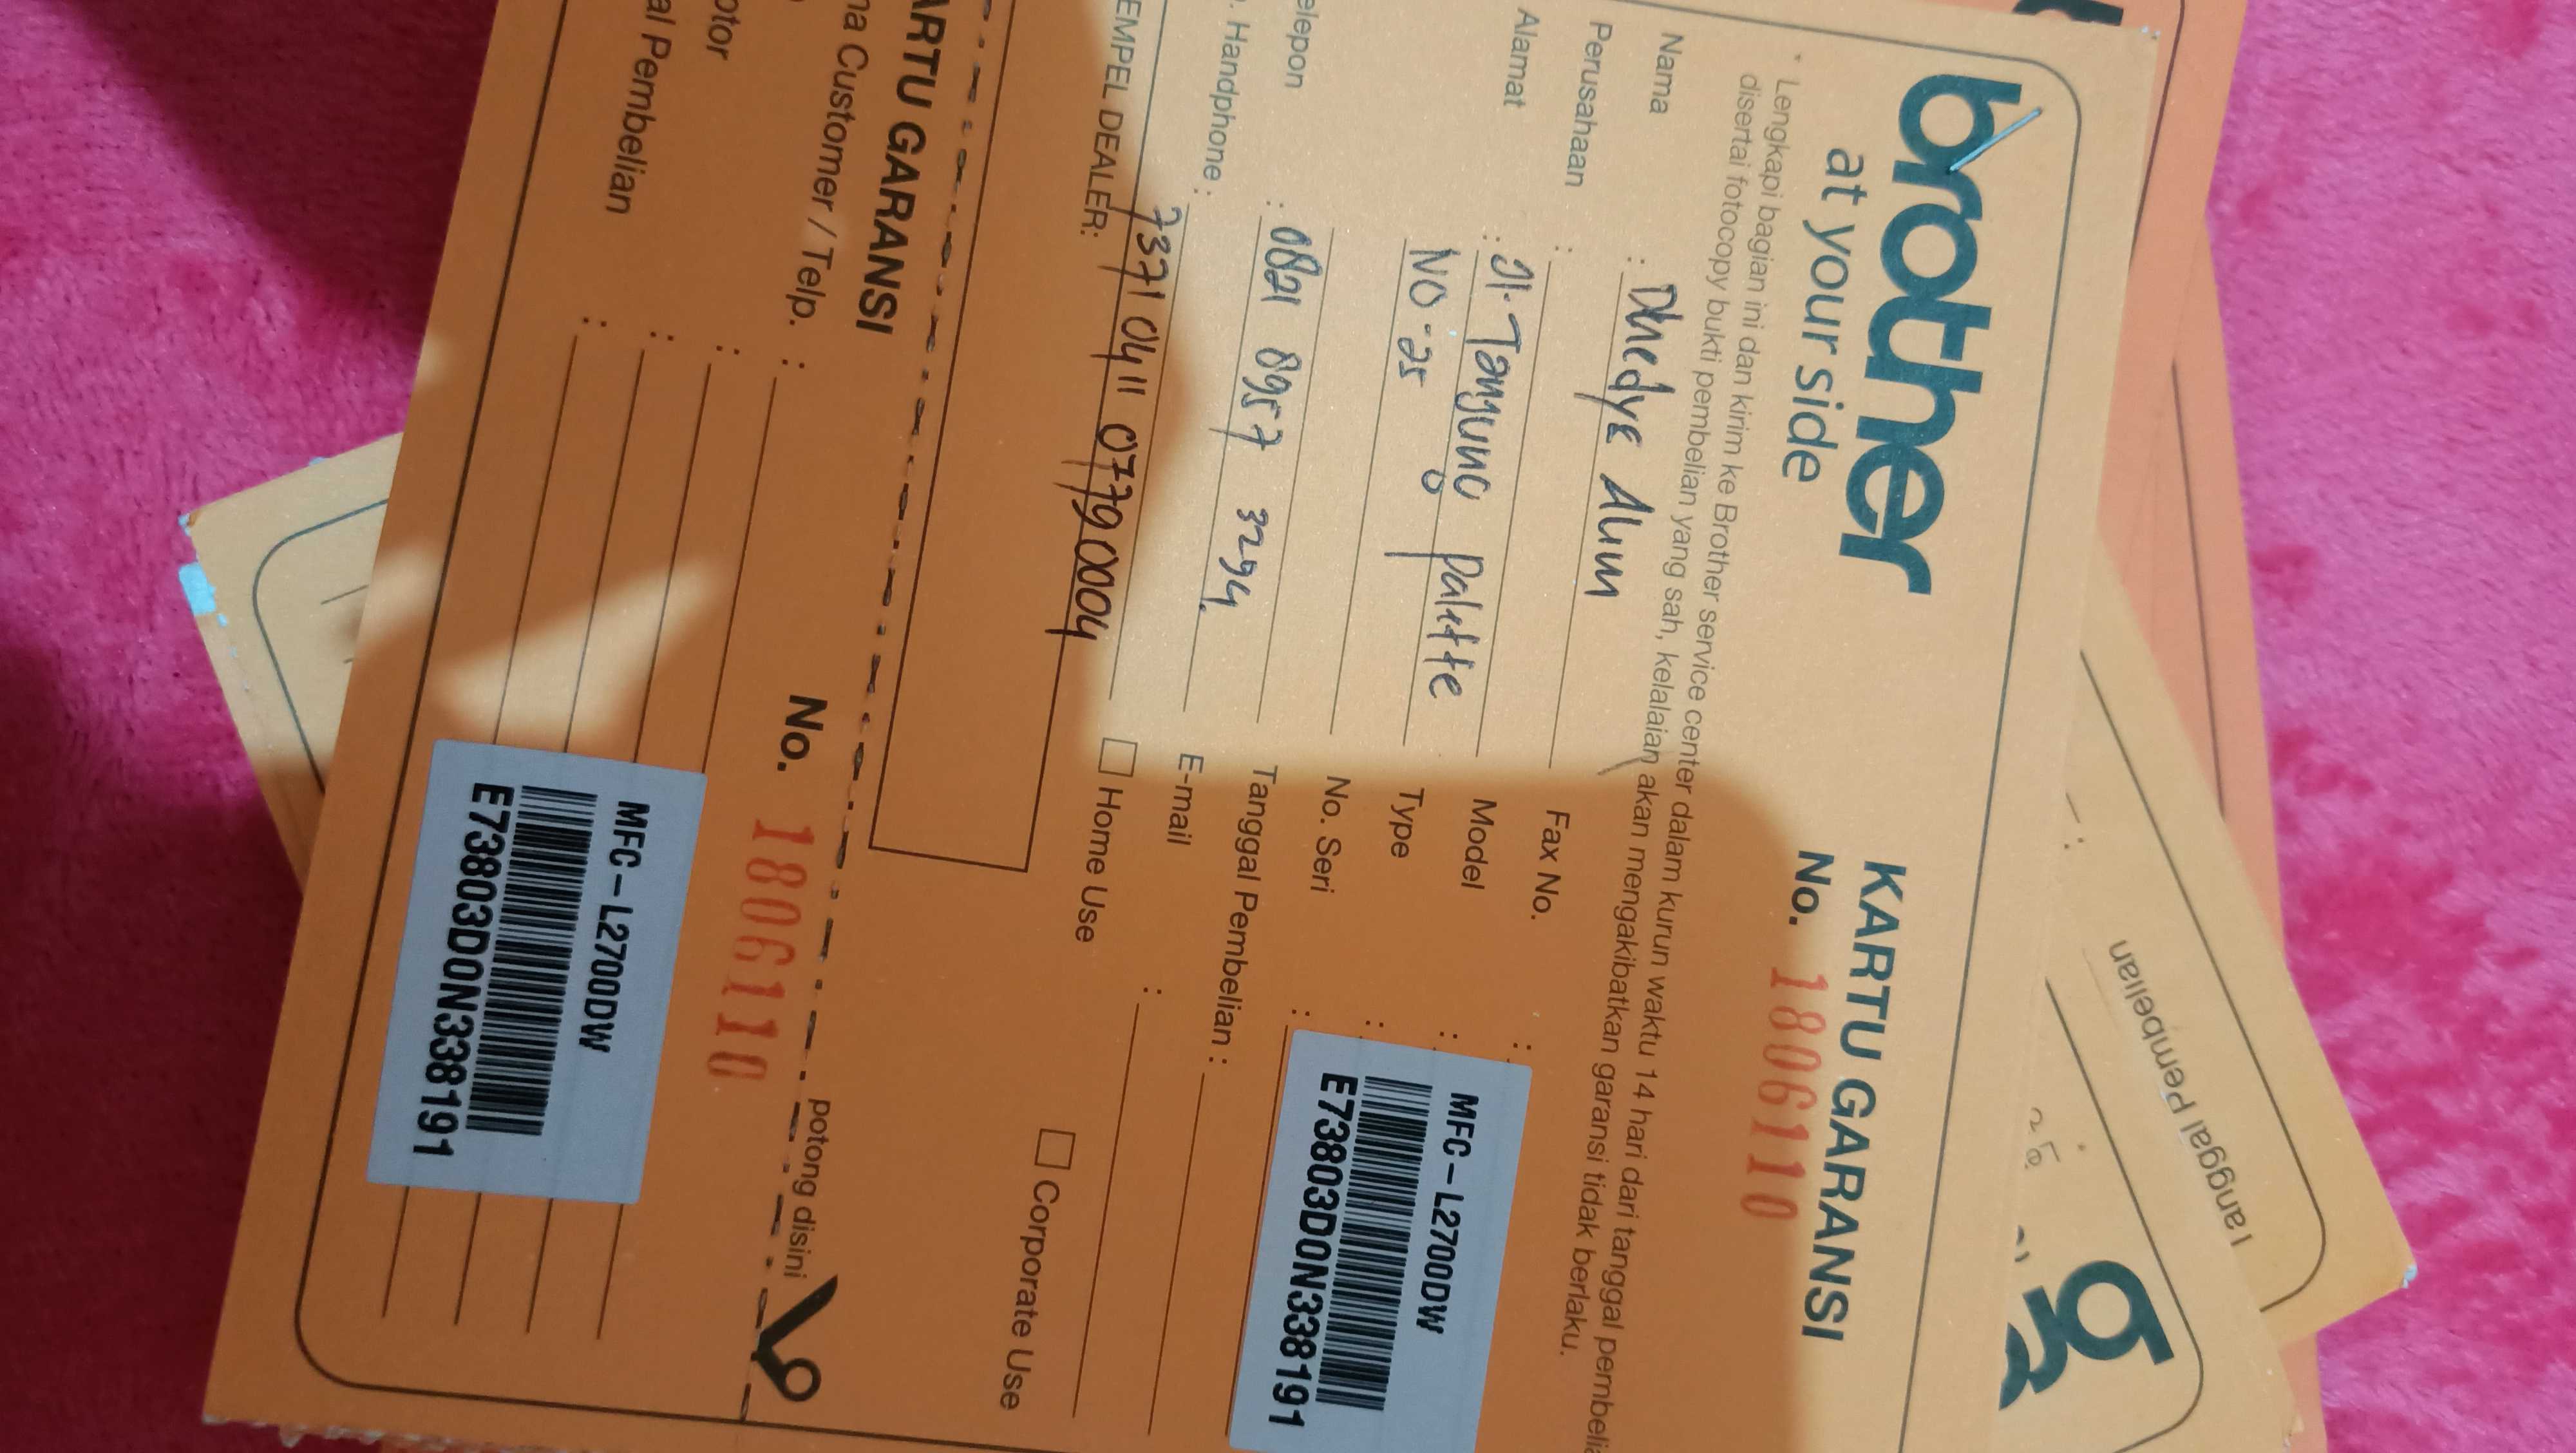 brother
at your side
KARTU GARANSI
No. 1806110
* Lengkapi bagian ini dan kirim ke Brother service center dalam kurun waktu 14 hari dari tanggal
disertai fotocopy bukti pembelian yang sah, kelalaian akan mengakibatkan garansi tidak berlaku.
Nama : Dhedye Alim
Perusahaan :
Alamat : Jl. Tanjung Palette
NO. 25
elepon : 0821 8957 3294
. Handphone :
7371 0411 0779 0004
Fax No. :
Model : MFC-L2700DW
Type :
No. Seri : E73803D0N338191
Tanggal Pembelian :
E-mail :
Home Use
Corporate Use
EMPEL DEALER:
potong disini
ARTU GARANSI
No. 1806110
na Customer / Telp. :
otor :
al Pembelian :
MFC-L2700DW
E73803D0N338191
Tanggal Pembelian